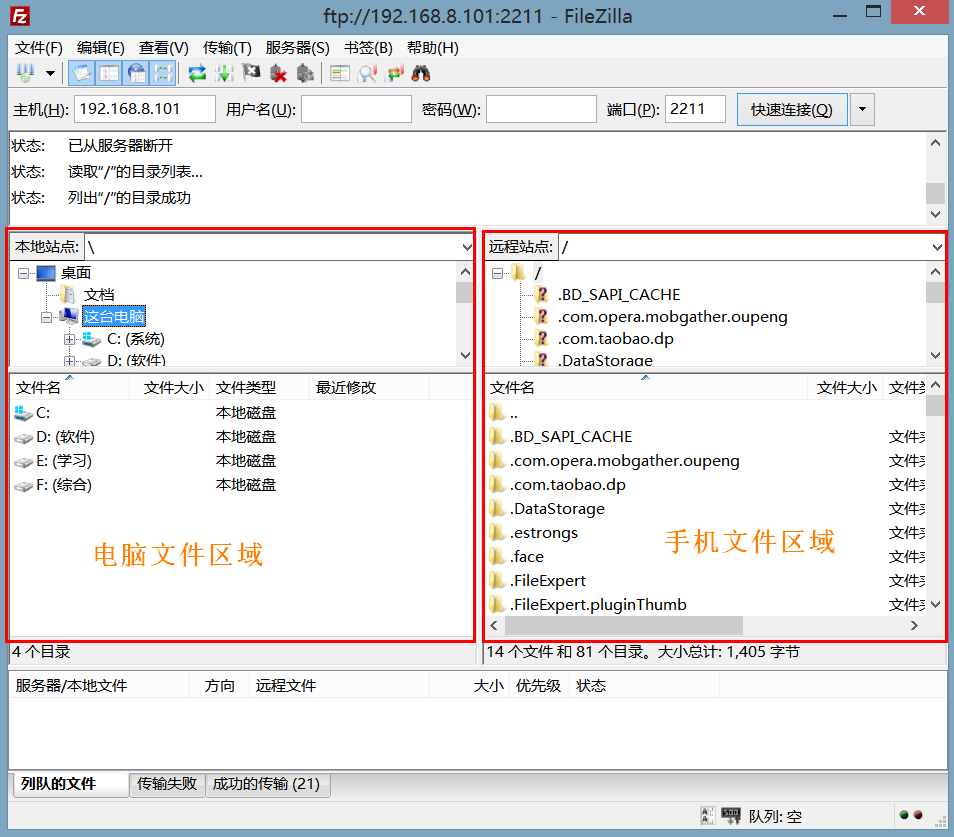 ftp://192.168.8.101:2211 - FileZilla
文件(F) 编辑(E) 查看(V) 传输(T) 服务器(S) 书签(B) 帮助(H)
主机(H): 192.168.8.101 用户名(U): 密码(W): 端口(P): 2211 快速连接(Q)
状态: 已从服务器断开
状态: 读取“/”的目录列表...
状态: 列出“/”的目录成功
本地站点: \
桌面
文档
这台电脑
C: (系统)
D: (软件)
文件名 文件大小 文件类型 最近修改
C: 本地磁盘
D: (软件) 本地磁盘
E: (学习) 本地磁盘
F: (综合) 本地磁盘
电脑文件区域
4 个目录
远程站点: /
/
.BD_SAPI_CACHE
.com.opera.mobgather.oupeng
.com.taobao.dp
.DataStorage
文件名 文件大小 文件类
..
.BD_SAPI_CACHE 文件夹
.com.opera.mobgather.oupeng 文件夹
.com.taobao.dp 文件夹
.DataStorage 文件夹
.estrongs 文件夹
.face 文件夹
.FileExpert 文件夹
.FileExpert.pluginThumb 文件夹
手机文件区域
14 个文件 和 81 个目录。大小总计: 1,405 字节
服务器/本地文件 方向 远程文件 大小 优先级 状态
列队的文件 传输失败 成功的传输 (21)
队列: 空